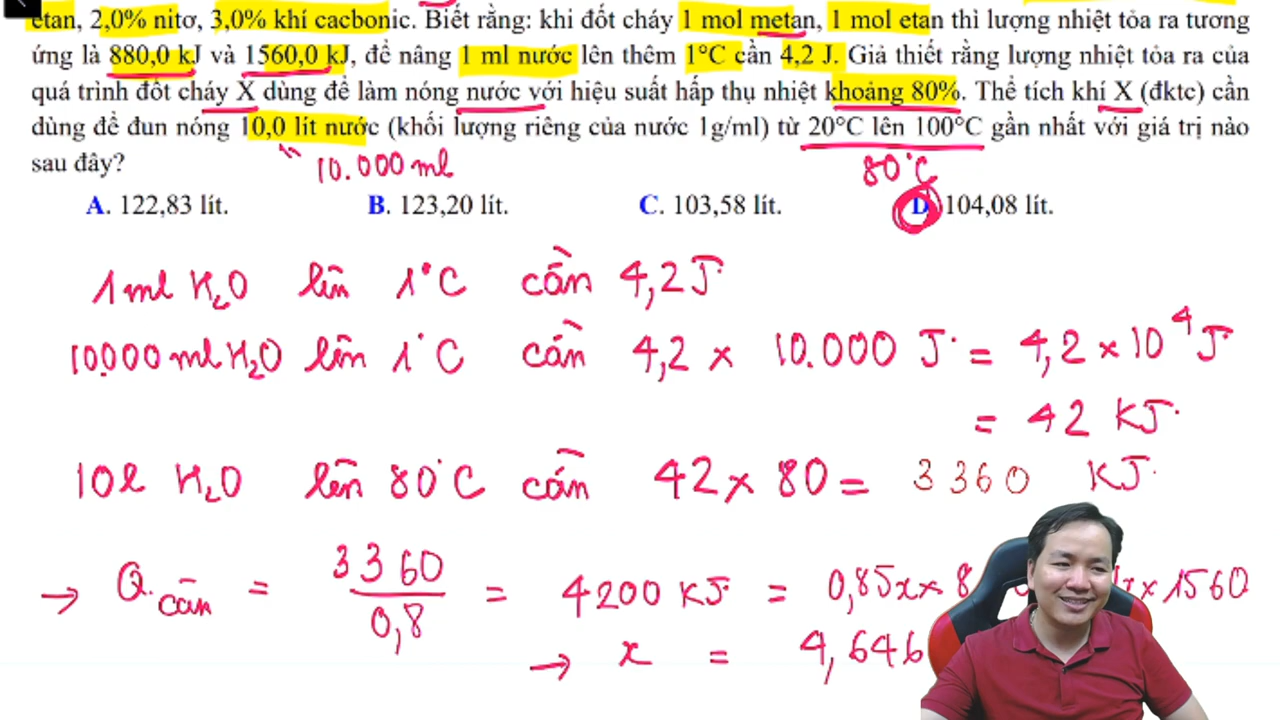 etan, 2,0% nitơ, 3,0% khí cacbonic. Biết rằng: khi đốt cháy 1 mol metan, 1 mol etan thì lượng nhiệt tỏa ra tương
ứng là 880,0 kJ và 1560,0 kJ, để nâng 1 ml nước lên thêm 1°C cần 4,2 J. Giả thiết rằng lượng nhiệt tỏa ra của
quá trình đốt cháy X dùng để làm nóng nước với hiệu suất hấp thụ nhiệt khoảng 80%. Thể tích khí X (đktc) cần
dùng để đun nóng 10,0 lít nước (khối lượng riêng của nước 1g/ml) từ 20°C lên 100°C gần nhất với giá trị nào
sau đây?
10.000 ml 80°C
A. 122,83 lít. B. 123,20 lít. C. 103,58 lít. D 104,08 lít.
1ml H₂O lên 1°C cần 4,2J
10000 ml H₂O lên 1°C cần 4,2 x 10.000 J = 4,2 x 10⁴ J
= 42 KJ
10l H₂O lên 80°C cần 42 x 80 = 3360 KJ
→ Q cần = 3360 / 0,8 = 4200 KJ = 0,85x x 8 x 1560
→ x = 4,646